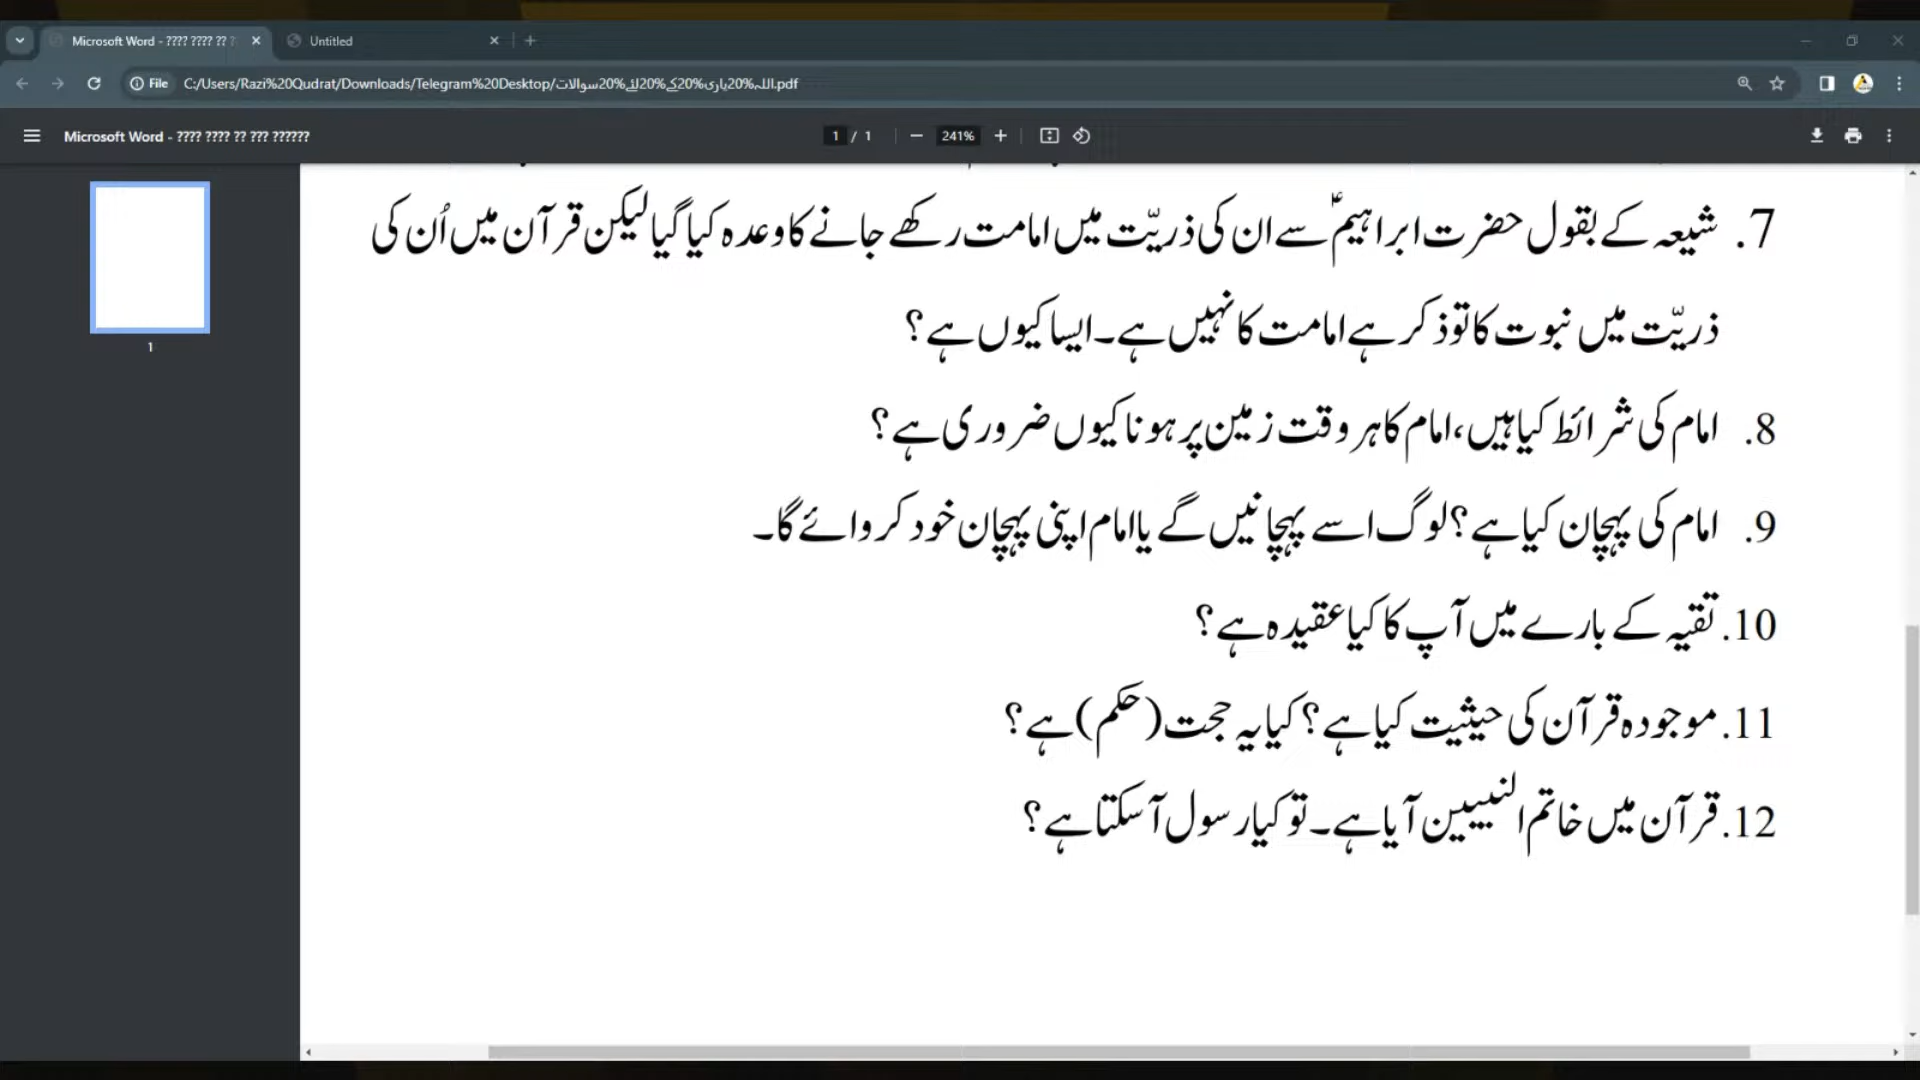 Microsoft Word - ???? ???? ?? ?
Untitled
File
C:/Users/Razi%20Qudrat/Downloads/Telegram%20Desktop/اللہ%20یاری%20کے%20لئے%20سوالات.pdf
Microsoft Word - ???? ???? ?? ??? ??????
1 / 1
241%
1
7. شیعہ کے بقول حضرت ابراہیمؑ سے ان کی ذریّت میں امامت رکھے جانے کا وعدہ کیا گیا لیکن قرآن میں اُن کی
ذریّت میں نبوت کا تو ذکر ہے امامت کا نہیں ہے۔ ایسا کیوں ہے؟
8. امام کی شرائط کیا ہیں، امام کا ہر وقت زمین پر ہونا کیوں ضروری ہے؟
9. امام کی پہچان کیا ہے؟ لوگ اسے پہچانیں گے یا امام اپنی پہچان خود کروائے گا۔
10. تقیہ کے بارے میں آپ کا کیا عقیدہ ہے؟
11. موجودہ قرآن کی حیثیت کیا ہے؟ کیا یہ حجت (حکم) ہے؟
12. قرآن میں خاتم النبیین آیا ہے۔ تو کیا رسول آسکتا ہے؟